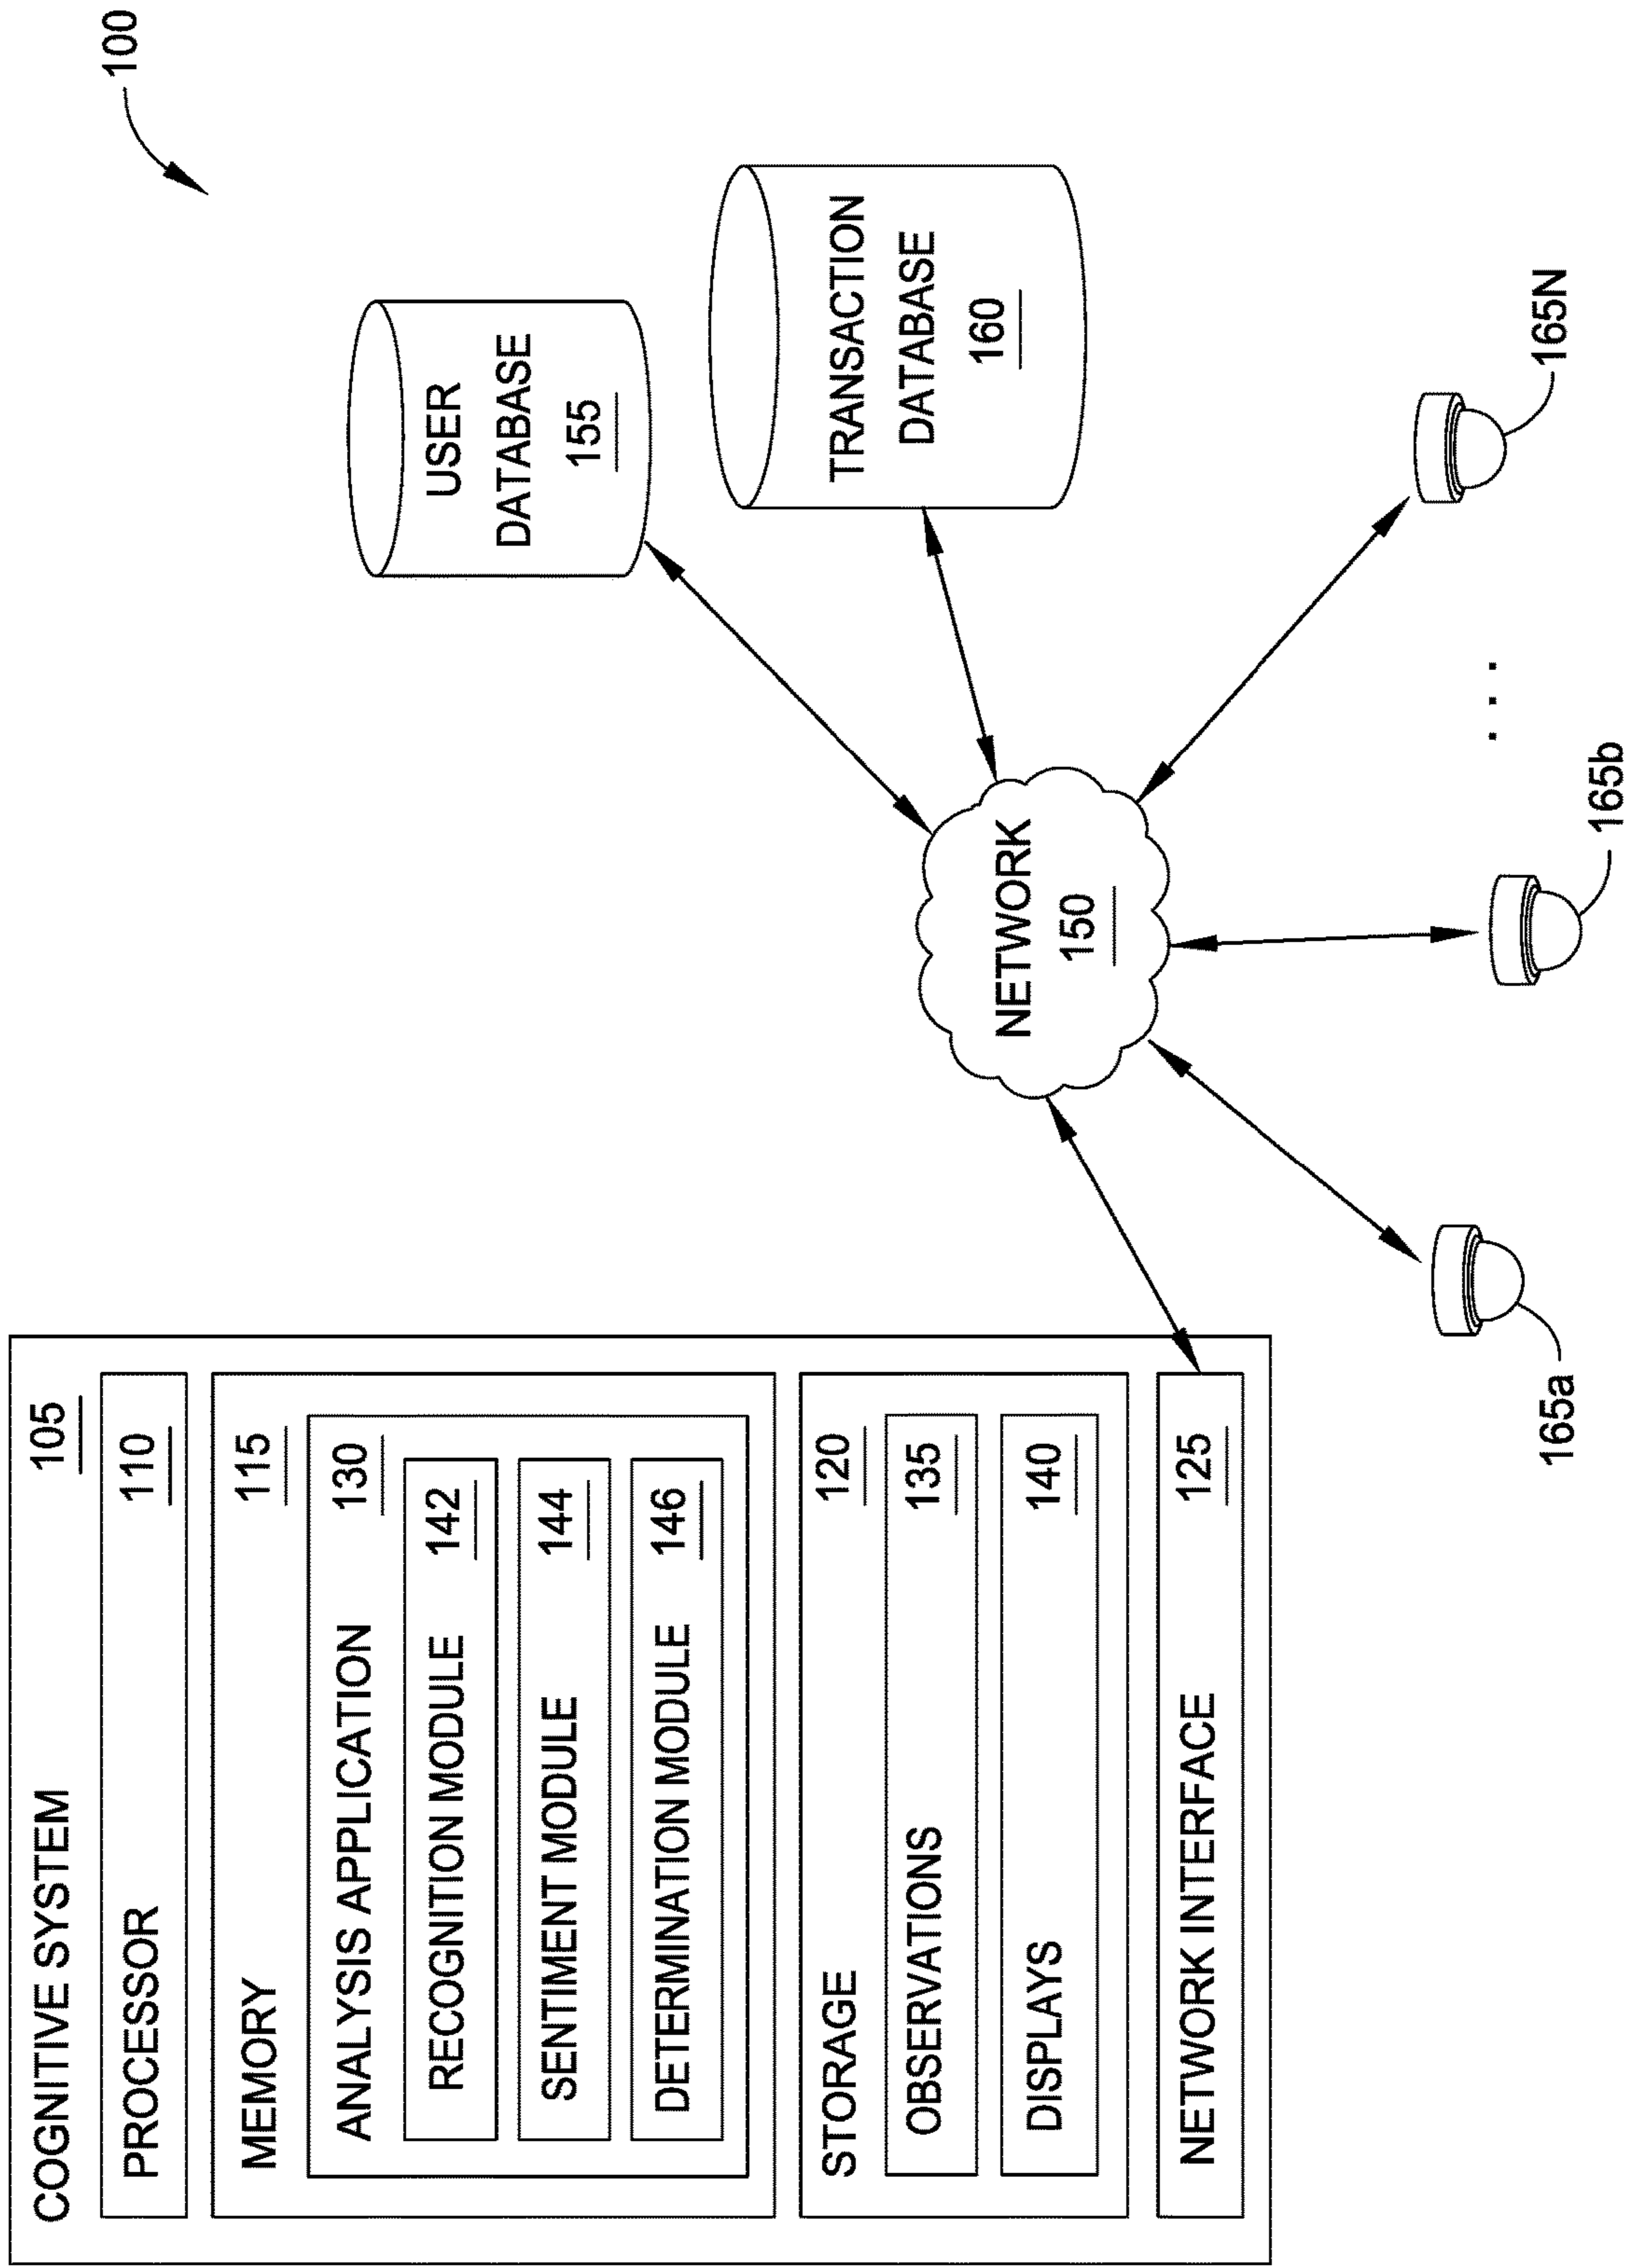 100
COGNITIVE SYSTEM 105
PROCESSOR 110
MEMORY 115
ANALYSIS APPLICATION 130
RECOGNITION MODULE 142
SENTIMENT MODULE 144
DETERMINATION MODULE 146
STORAGE 120
OBSERVATIONS 135
DISPLAYS 140
NETWORK INTERFACE 125
USER
DATABASE
155
TRANSACTION
DATABASE
160
NETWORK
150
165a
165b
. . .
165N